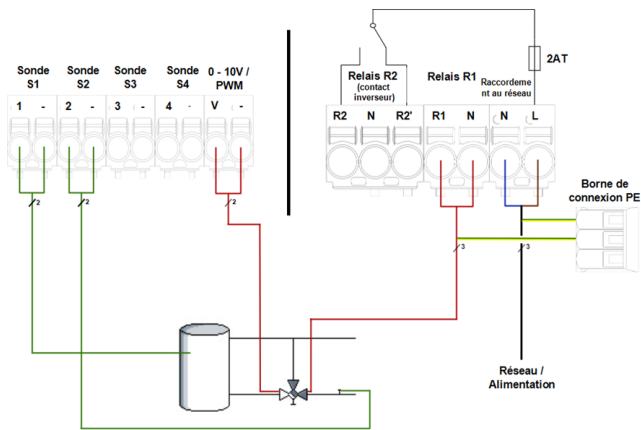 Sonde S1
Sonde S2
Sonde S3
Sonde S4
0 - 10V / PWM
1 - 2 - 3 - 4 - V -
2
2
2
Relais R2
(contact
inverseur)
Relais R1
Raccordeme
nt au réseau
2AT
R2 N R2' R1 N N L
Borne de
connexion PE
3
3
Réseau /
Alimentation